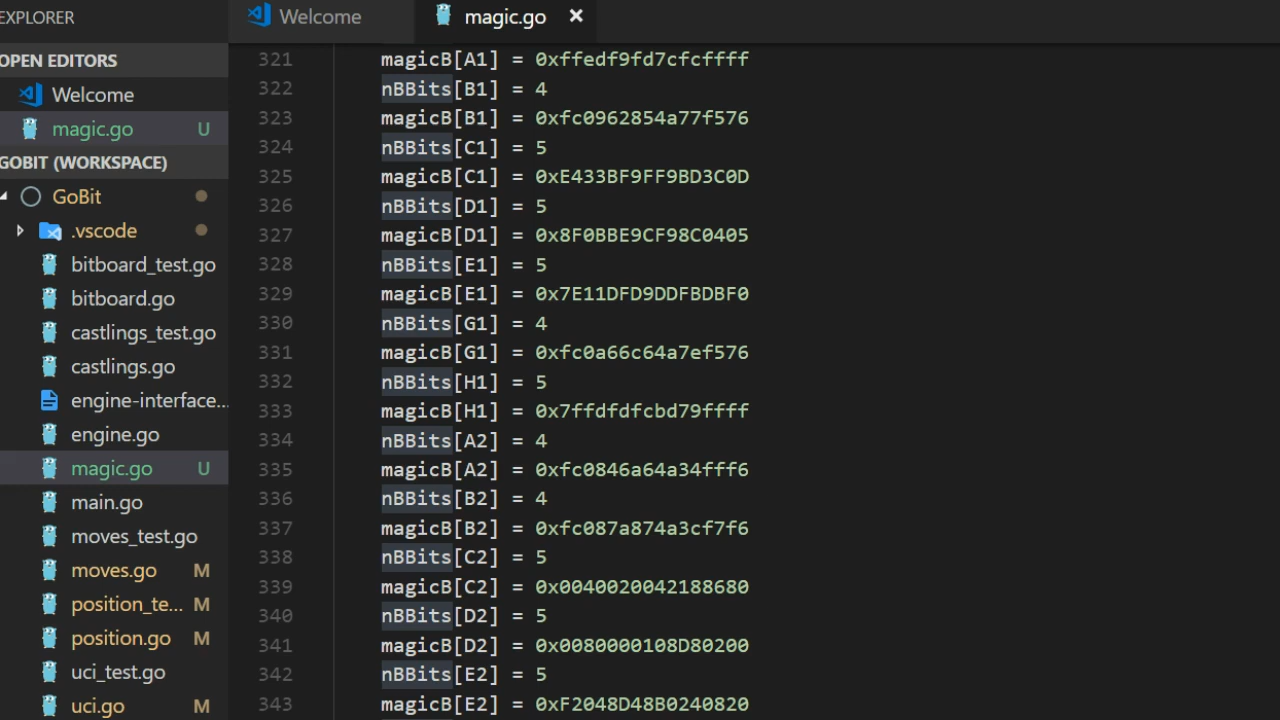 EXPLORER
OPEN EDITORS
Welcome
magic.go U
GOBIT (WORKSPACE)
GoBit
.vscode
bitboard_test.go
bitboard.go
castlings_test.go
castlings.go
engine-interface...
engine.go
magic.go U
main.go
moves_test.go
moves.go M
position_te... M
position.go M
uci_test.go
uci.go M
Welcome
magic.go ×
321 magicB[A1] = 0xffedf9fd7cfcffff
322 nBBits[B1] = 4
323 magicB[B1] = 0xfc0962854a77f576
324 nBBits[C1] = 5
325 magicB[C1] = 0xE433BF9FF9BD3C0D
326 nBBits[D1] = 5
327 magicB[D1] = 0x8F0BBE9CF98C0405
328 nBBits[E1] = 5
329 magicB[E1] = 0x7E11DFD9DDFBDBF0
330 nBBits[G1] = 4
331 magicB[G1] = 0xfc0a66c64a7ef576
332 nBBits[H1] = 5
333 magicB[H1] = 0x7ffdfdfcbd79ffff
334 nBBits[A2] = 4
335 magicB[A2] = 0xfc0846a64a34fff6
336 nBBits[B2] = 4
337 magicB[B2] = 0xfc087a874a3cf7f6
338 nBBits[C2] = 5
339 magicB[C2] = 0x0040020042188680
340 nBBits[D2] = 5
341 magicB[D2] = 0x0080000108D80200
342 nBBits[E2] = 5
343 magicB[E2] = 0xF2048D48B0240820